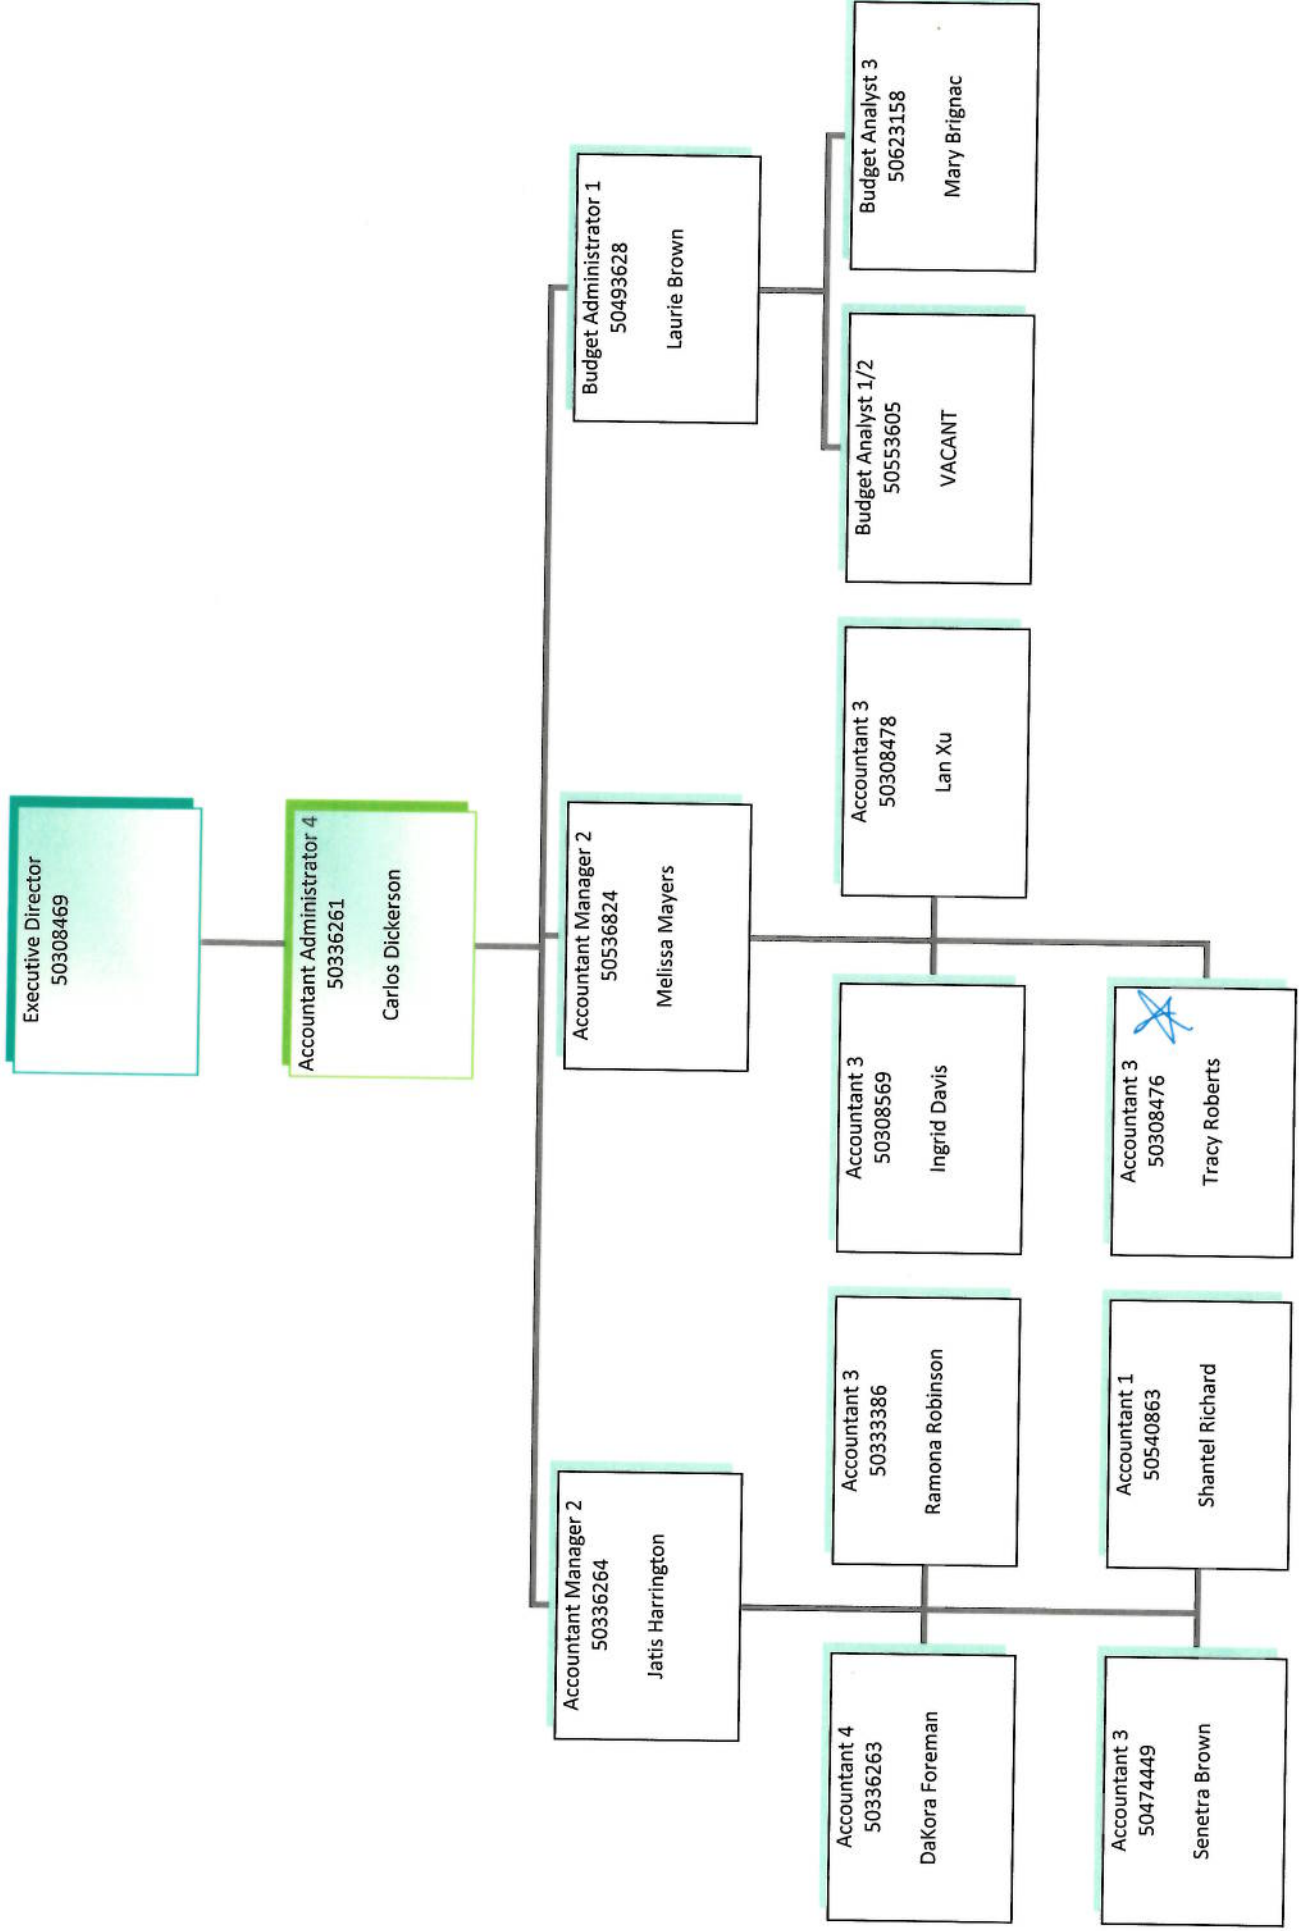 Executive Director
50308469
Accountant Administrator 4
50336261
Carlos Dickerson
Accountant Manager 2
50336264
Jatis Harrington
Accountant Manager 2
50536824
Melissa Mayers
Budget Administrator 1
50493628
Laurie Brown
Accountant 4
50336263
DaKora Foreman
Accountant 3
50333386
Ramona Robinson
Accountant 3
50308569
Ingrid Davis
Accountant 3
50308478
Lan Xu
Budget Analyst 1/2
50553605
VACANT
Budget Analyst 3
50623158
Mary Brignac
Accountant 3
50474449
Senetra Brown
Accountant 1
50540863
Shantel Richard
Accountant 3
50308476
Tracy Roberts